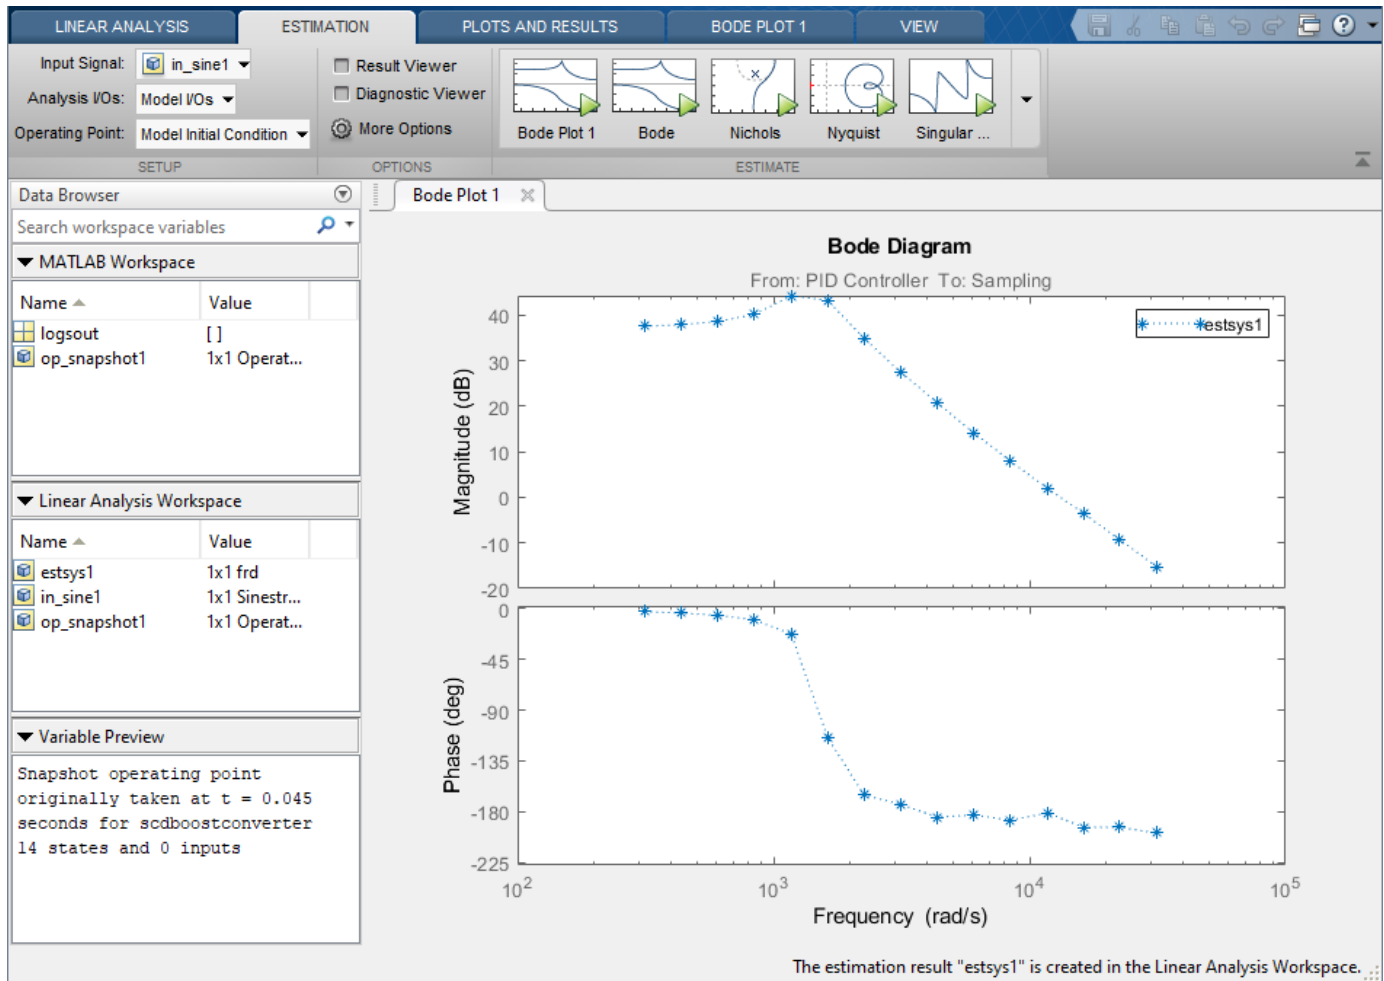 LINEAR ANALYSIS ESTIMATION PLOTS AND RESULTS BODE PLOT 1 VIEW
Input Signal: in_sine1
Analysis I/Os: Model I/Os
Operating Point: Model Initial Condition
SETUP
Result Viewer
Diagnostic Viewer
More Options
OPTIONS
Bode Plot 1 Bode Nichols Nyquist Singular ...
ESTIMATE
Data Browser
Search workspace variables
MATLAB Workspace
Name Value
logsout [ ]
op_snapshot1 1x1 Operat...
Linear Analysis Workspace
Name Value
estsys1 1x1 frd
in_sine1 1x1 Sinestr...
op_snapshot1 1x1 Operat...
Variable Preview
Snapshot operating point
originally taken at t = 0.045
seconds for scdboostconverter
14 states and 0 inputs
Bode Plot 1
Bode Diagram
From: PID Controller To: Sampling
estsys1
Magnitude (dB)
40
30
20
10
0
-10
-20
Phase (deg)
0
-45
-90
-135
-180
-225
10^2 10^3 10^4 10^5
Frequency (rad/s)
The estimation result "estsys1" is created in the Linear Analysis Workspace.